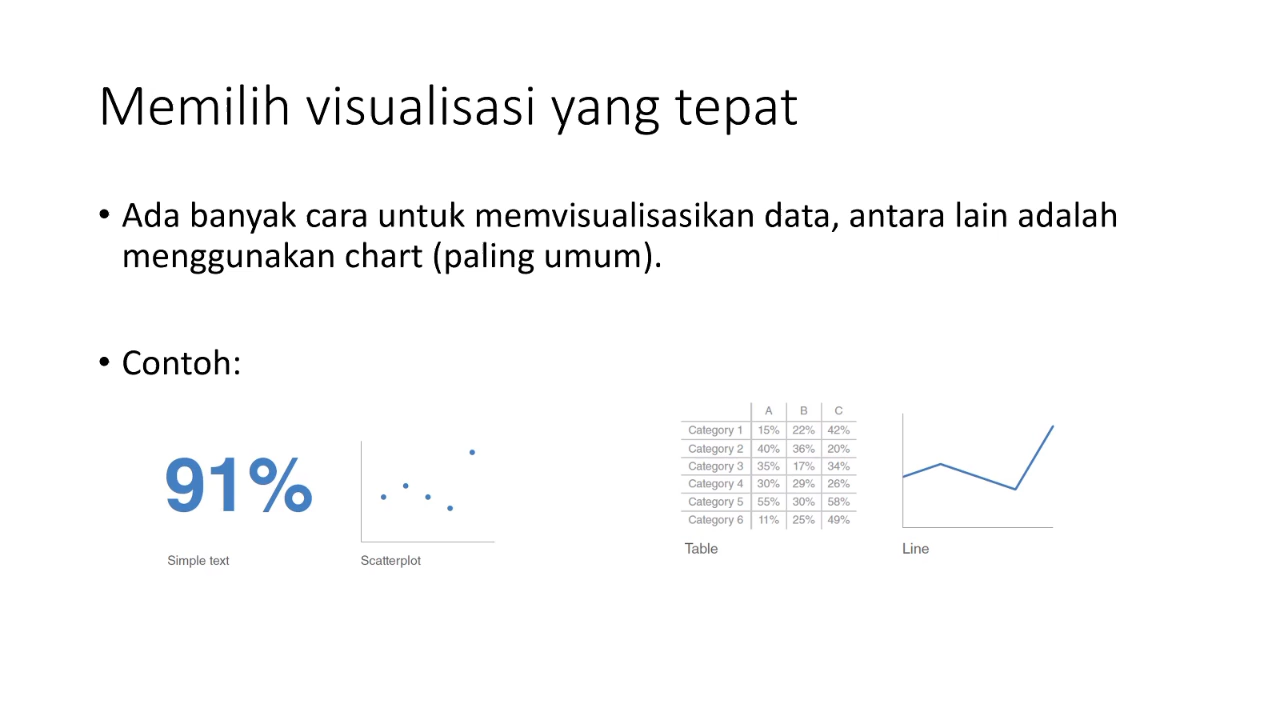 Memilih visualisasi yang tepat
• Ada banyak cara untuk memvisualisasikan data, antara lain adalah
menggunakan chart (paling umum).
• Contoh:
91%
Simple text
Scatterplot
A B C
Category 1 15% 22% 42%
Category 2 40% 36% 20%
Category 3 35% 17% 34%
Category 4 30% 29% 26%
Category 5 55% 30% 58%
Category 6 11% 25% 49%
Table
Line